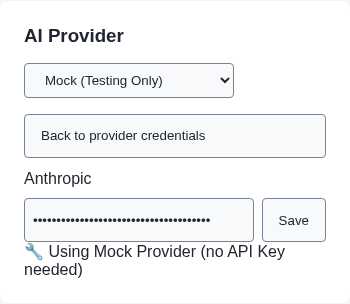 AI Provider
Mock (Testing Only)
Back to provider credentials
Anthropic
••••••••••••••••••••••••••••••••••••••• Save
🔧 Using Mock Provider (no API Key
needed)